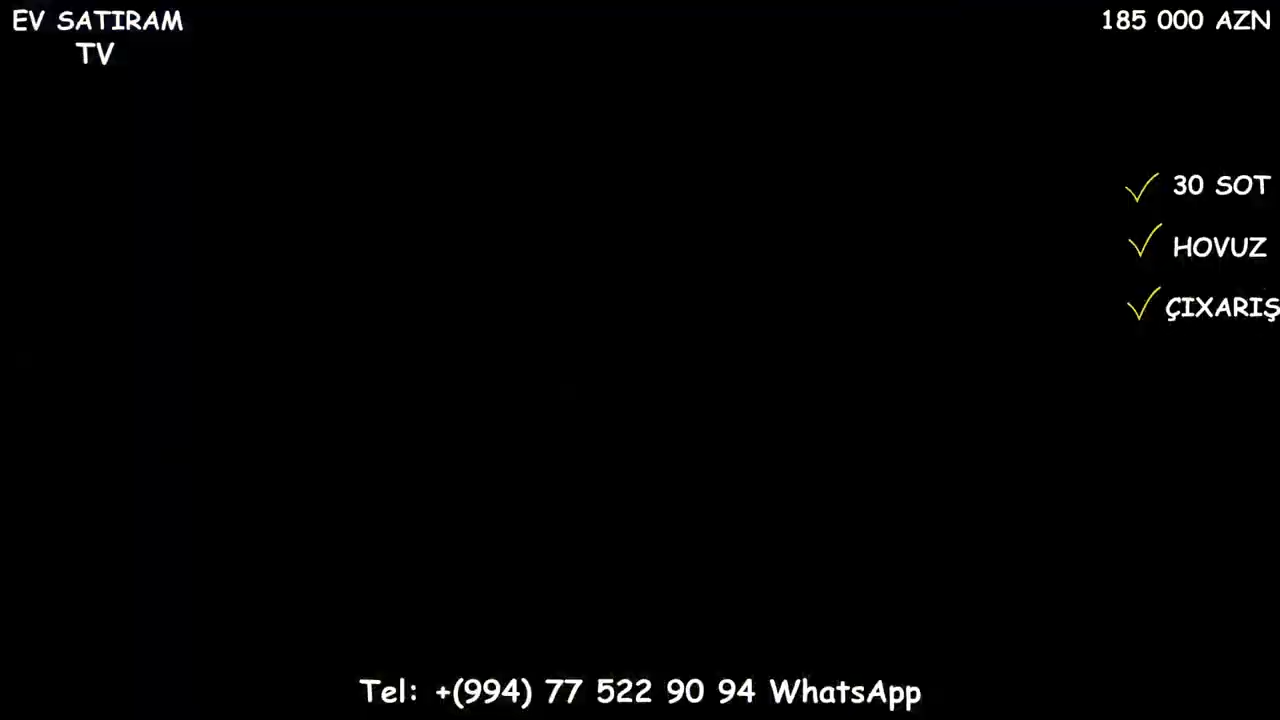 EV SATIRAM
TV
185 000 AZN
30 SOT
HOVUZ
ÇIXARIŞ
Tel: +(994) 77 522 90 94 WhatsApp